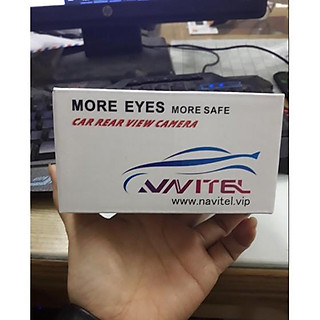 MORE EYES MORE SAFE
CAR REAR VIEW CAMERA
NAVITEL
www.navitel.vip